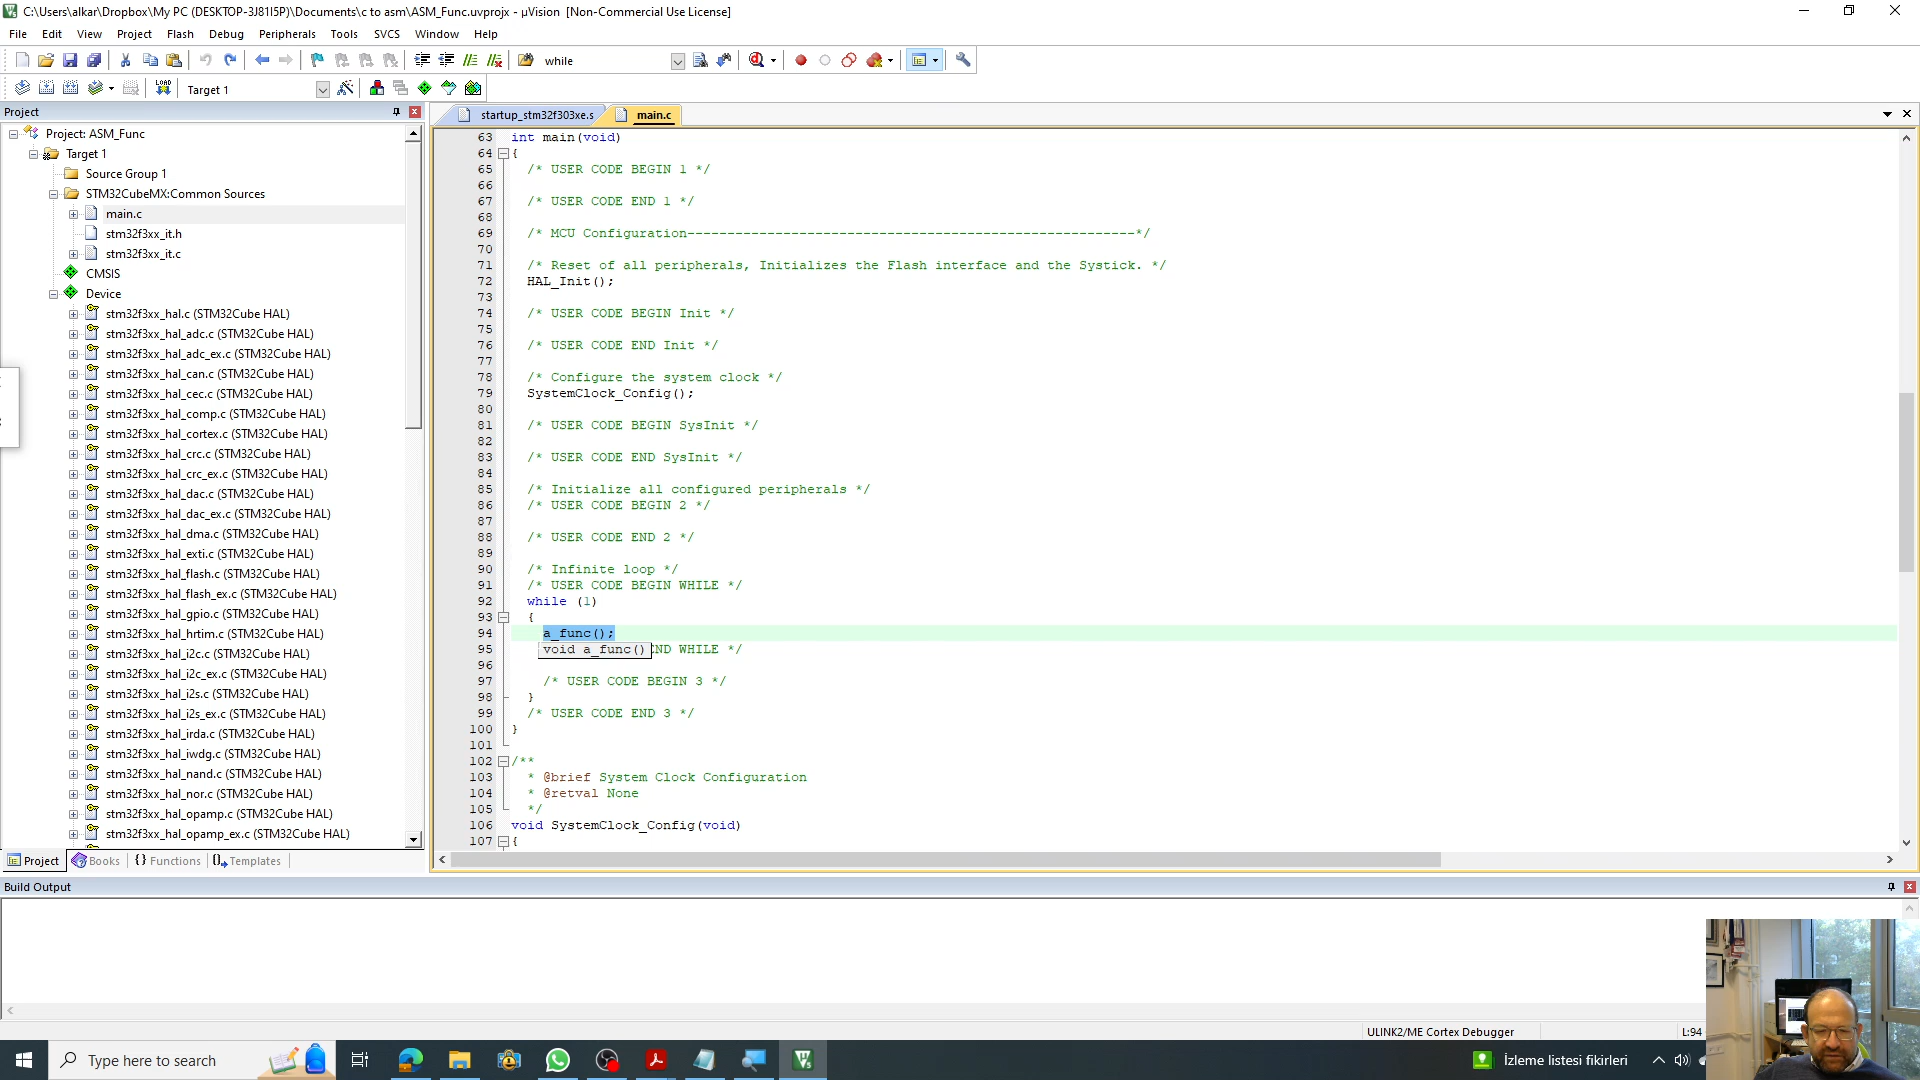 C:\Users\alkar\Dropbox\My PC (DESKTOP-3J81I5P)\Documents\c to asm\ASM_Func.uvprojx - µVision [Non-Commercial Use License]
File Edit View Project Flash Debug Peripherals Tools SVCS Window Help
while
LOAD Target 1
Project
startup_stm32f303xe.s main.c
Project: ASM_Func
Target 1
Source Group 1
STM32CubeMX:Common Sources
main.c
stm32f3xx_it.h
stm32f3xx_it.c
CMSIS
Device
stm32f3xx_hal.c (STM32Cube HAL)
stm32f3xx_hal_adc.c (STM32Cube HAL)
stm32f3xx_hal_adc_ex.c (STM32Cube HAL)
stm32f3xx_hal_can.c (STM32Cube HAL)
stm32f3xx_hal_cec.c (STM32Cube HAL)
stm32f3xx_hal_comp.c (STM32Cube HAL)
stm32f3xx_hal_cortex.c (STM32Cube HAL)
stm32f3xx_hal_crc.c (STM32Cube HAL)
stm32f3xx_hal_crc_ex.c (STM32Cube HAL)
stm32f3xx_hal_dac.c (STM32Cube HAL)
stm32f3xx_hal_dac_ex.c (STM32Cube HAL)
stm32f3xx_hal_dma.c (STM32Cube HAL)
stm32f3xx_hal_exti.c (STM32Cube HAL)
stm32f3xx_hal_flash.c (STM32Cube HAL)
stm32f3xx_hal_flash_ex.c (STM32Cube HAL)
stm32f3xx_hal_gpio.c (STM32Cube HAL)
stm32f3xx_hal_hrtim.c (STM32Cube HAL)
stm32f3xx_hal_i2c.c (STM32Cube HAL)
stm32f3xx_hal_i2c_ex.c (STM32Cube HAL)
stm32f3xx_hal_i2s.c (STM32Cube HAL)
stm32f3xx_hal_i2s_ex.c (STM32Cube HAL)
stm32f3xx_hal_irda.c (STM32Cube HAL)
stm32f3xx_hal_iwdg.c (STM32Cube HAL)
stm32f3xx_hal_nand.c (STM32Cube HAL)
stm32f3xx_hal_nor.c (STM32Cube HAL)
stm32f3xx_hal_opamp.c (STM32Cube HAL)
stm32f3xx_hal_opamp_ex.c (STM32Cube HAL)
Project Books {} Functions Templates
63 int main(void)
64 {
65 /* USER CODE BEGIN 1 */
66
67 /* USER CODE END 1 */
68
69 /* MCU Configuration--------------------------------------------------------*/
70
71 /* Reset of all peripherals, Initializes the Flash interface and the Systick. */
72 HAL_Init();
73
74 /* USER CODE BEGIN Init */
75
76 /* USER CODE END Init */
77
78 /* Configure the system clock */
79 SystemClock_Config();
80
81 /* USER CODE BEGIN SysInit */
82
83 /* USER CODE END SysInit */
84
85 /* Initialize all configured peripherals */
86 /* USER CODE BEGIN 2 */
87
88 /* USER CODE END 2 */
89
90 /* Infinite loop */
91 /* USER CODE BEGIN WHILE */
92 while (1)
93 {
94 a_func();
95 void a_func() END WHILE */
96
97 /* USER CODE BEGIN 3 */
98 }
99 /* USER CODE END 3 */
100 }
101
102 /**
103 * @brief System Clock Configuration
104 * @retval None
105 */
106 void SystemClock_Config(void)
107 {
Build Output
ULINK2/ME Cortex Debugger L:94
Type here to search İzleme listesi fikirleri